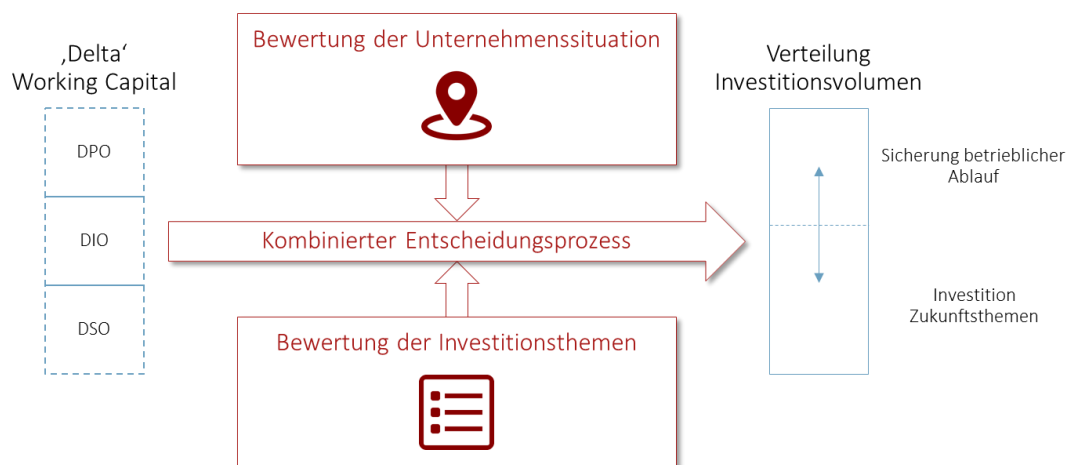 ‚Delta‘
Working Capital
DPO
DIO
DSO
Bewertung der Unternehmenssituation
Kombinierter Entscheidungsprozess
Bewertung der Investitionsthemen
Verteilung
Investitionsvolumen
Sicherung betrieblicher
Ablauf
Investition
Zukunftsthemen